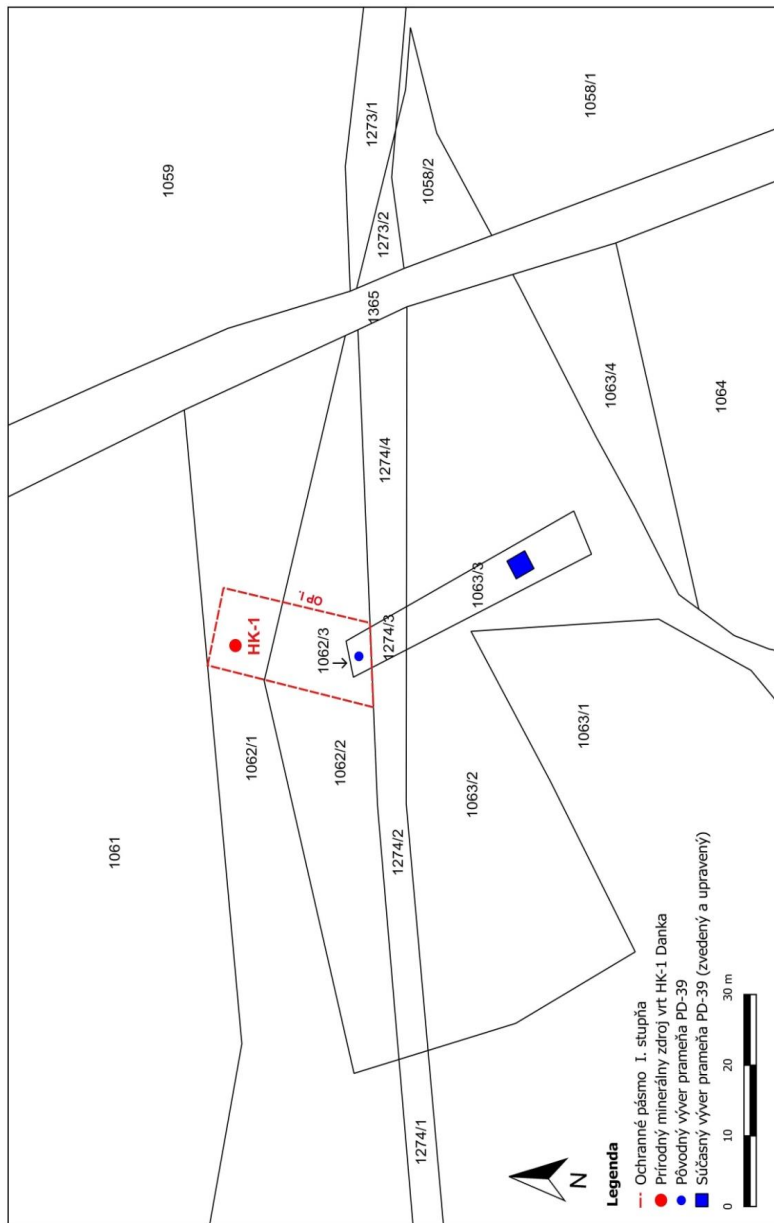 1059
1273/1
1058/1
1058/2
1273/2
1365
1063/4
1064
1274/4
OP I.
HK-1
1062/3
1274/3
1063/3
1062/1
1062/2
1063/1
1063/2
1061
1274/2
1274/1
N
Legenda
Ochranné pásmo I. stupňa
Prírodný minerálny zdroj vrt HK-1 Danka
Pôvodný výver prameňa PD-39
Súčasný výver prameňa PD-39 (zvedený a upravený)
0 10 20 30 m